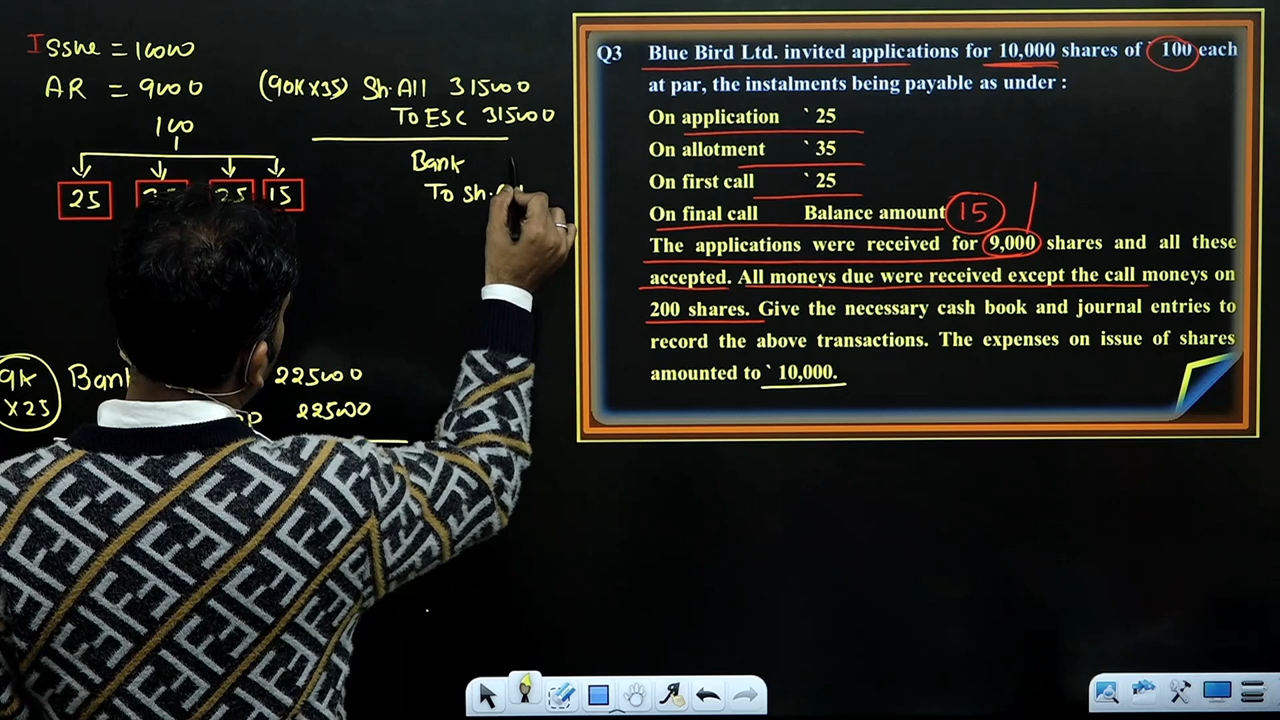 Issue = 10000
AR = 9000
100
25
25
15
(90K X 35) Sh. All 315000
To ESC 315000
Bank
To Sh. All
9K
X 25
Bank 225000
225000
Q3 Blue Bird Ltd. invited applications for 10,000 shares of ` 100 each
at par, the instalments being payable as under :
On application ` 25
On allotment ` 35
On first call ` 25
On final call Balance amount 15
The applications were received for 9,000 shares and all these
accepted. All moneys due were received except the call moneys on
200 shares. Give the necessary cash book and journal entries to
record the above transactions. The expenses on issue of shares
amounted to ` 10,000.